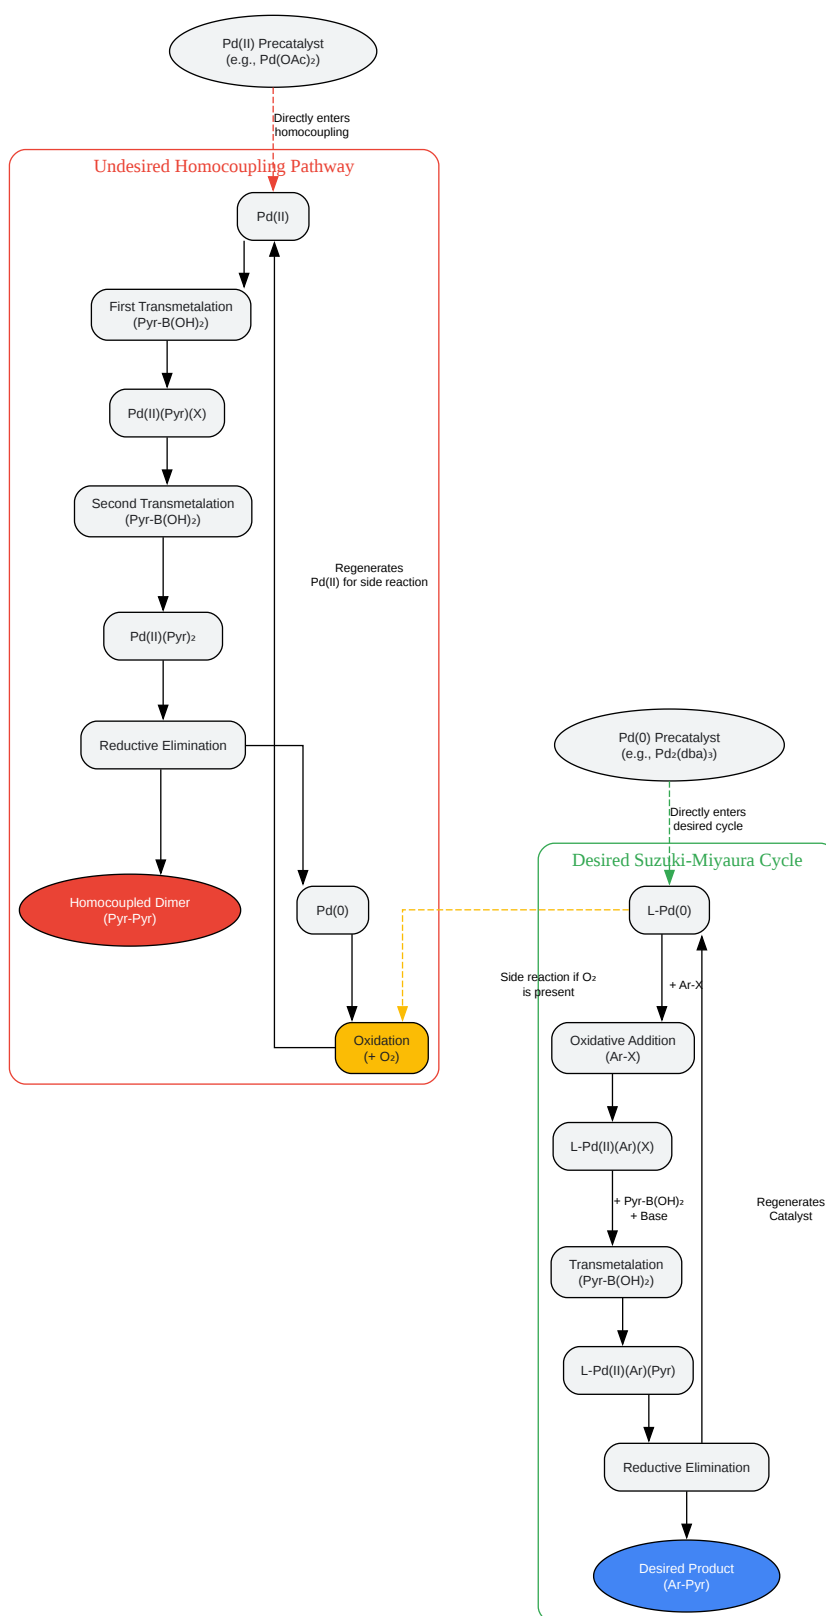 Pd(II) Precatalyst
(e.g., Pd(OAc)₂)
Directly enters
homocoupling
Undesired Homocoupling Pathway
Pd(II)
First Transmetalation
(Pyr-B(OH)₂)
Pd(II)(Pyr)(X)
Second Transmetalation
(Pyr-B(OH)₂)
Regenerates
Pd(II) for side reaction
Pd(II)(Pyr)₂
Reductive Elimination
Homocoupled Dimer
(Pyr-Pyr)
Pd(0)
Oxidation
(+ O₂)
Pd(0) Precatalyst
(e.g., Pd₂(dba)₃)
Directly enters
desired cycle
Desired Suzuki-Miyaura Cycle
L-Pd(0)
Side reaction if O₂
is present
+ Ar-X
Oxidative Addition
(Ar-X)
L-Pd(II)(Ar)(X)
+ Pyr-B(OH)₂
+ Base
Regenerates
Catalyst
Transmetalation
(Pyr-B(OH)₂)
L-Pd(II)(Ar)(Pyr)
Reductive Elimination
Desired Product
(Ar-Pyr)